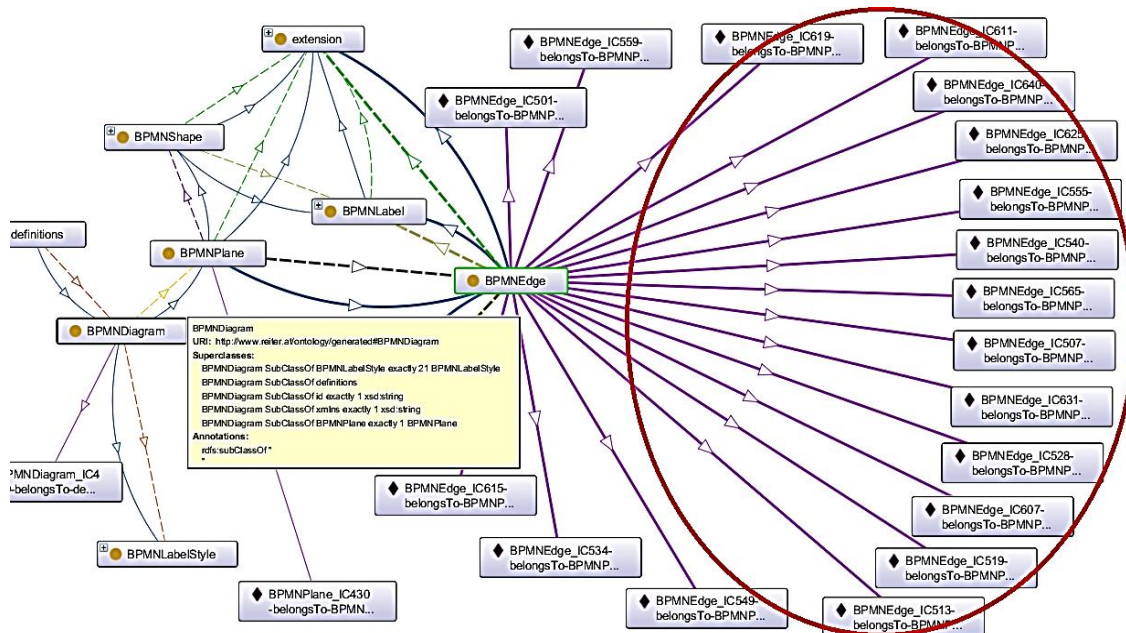 extension
BPMNEdge_IC559-
belongsTo-BPMNP...
BPMNEdge_IC619-
belongsTo-BPMNP...
BPMNEdge_IC611-
belongsTo-BPMNP...
BPMNEdge_IC640-
belongsTo-BPMNP...
BPMNEdge_IC501-
belongsTo-BPMNP...
BPMNShape
BPMNEdge_IC625-
belongsTo-BPMNP...
BPMNEdge_IC555-
belongsTo-BPMNP...
BPMNLabel
definitions
BPMNPlane
BPMNEdge_IC540-
belongsTo-BPMNP...
BPMNEdge
BPMNEdge_IC565-
belongsTo-BPMNP...
BPMNDiagram
BPMNEdge_IC507-
belongsTo-BPMNP...
BPMNDiagram
URI: http://www.reiter.at/ontology/generated#BPMNDiagram
Superclasses:
BPMNDiagram SubClassOf BPMNLabelStyle exactly 21 BPMNLabelStyle
BPMNDiagram SubClassOf definitions
BPMNDiagram SubClassOf id exactly 1 xsd:string
BPMNDiagram SubClassOf xmlns exactly 1 xsd:string
BPMNDiagram SubClassOf BPMNPlane exactly 1 BPMNPlane
Annotations:
rdfs:subClassOf "
"
BPMNEdge_IC631-
belongsTo-BPMNP...
BPMNEdge_IC528-
belongsTo-BPMNP...
PMNDiagram_IC4
-belongsTo-de...
BPMNEdge_IC615-
belongsTo-BPMNP...
BPMNEdge_IC607-
belongsTo-BPMNP...
BPMNLabelStyle
BPMNEdge_IC534-
belongsTo-BPMNP...
BPMNEdge_IC519-
belongsTo-BPMNP...
BPMNPlane_IC430
-belongsTo-BPMN...
BPMNEdge_IC549-
belongsTo-BPMNP...
BPMNEdge_IC513-
belongsTo-BPMNP...